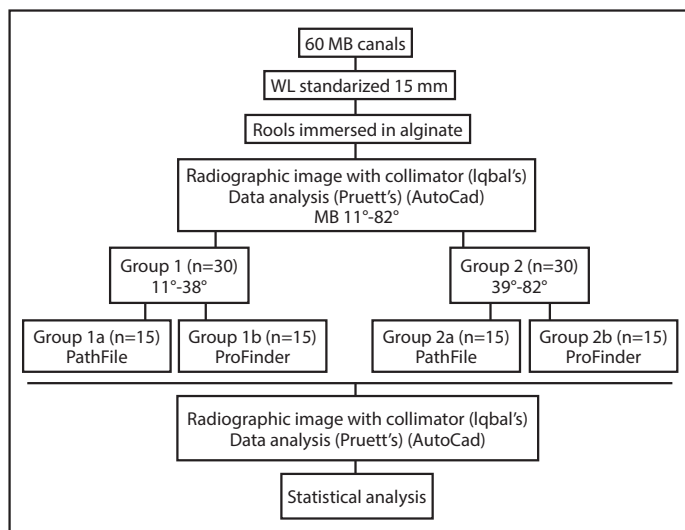 60 MB canals
WL standarized 15 mm
Rools immersed in alginate
Radiographic image with collimator (Iqbal's)
Data analysis (Pruett's) (AutoCad)
MB 11°-82°
Group 1 (n=30)
11°-38°
Group 2 (n=30)
39°-82°
Group 1a (n=15)
PathFile
Group 1b (n=15)
ProFinder
Group 2a (n=15)
PathFile
Group 2b (n=15)
ProFinder
Radiographic image with collimator (Iqbal's)
Data analysis (Pruett's) (AutoCad)
Statistical analysis